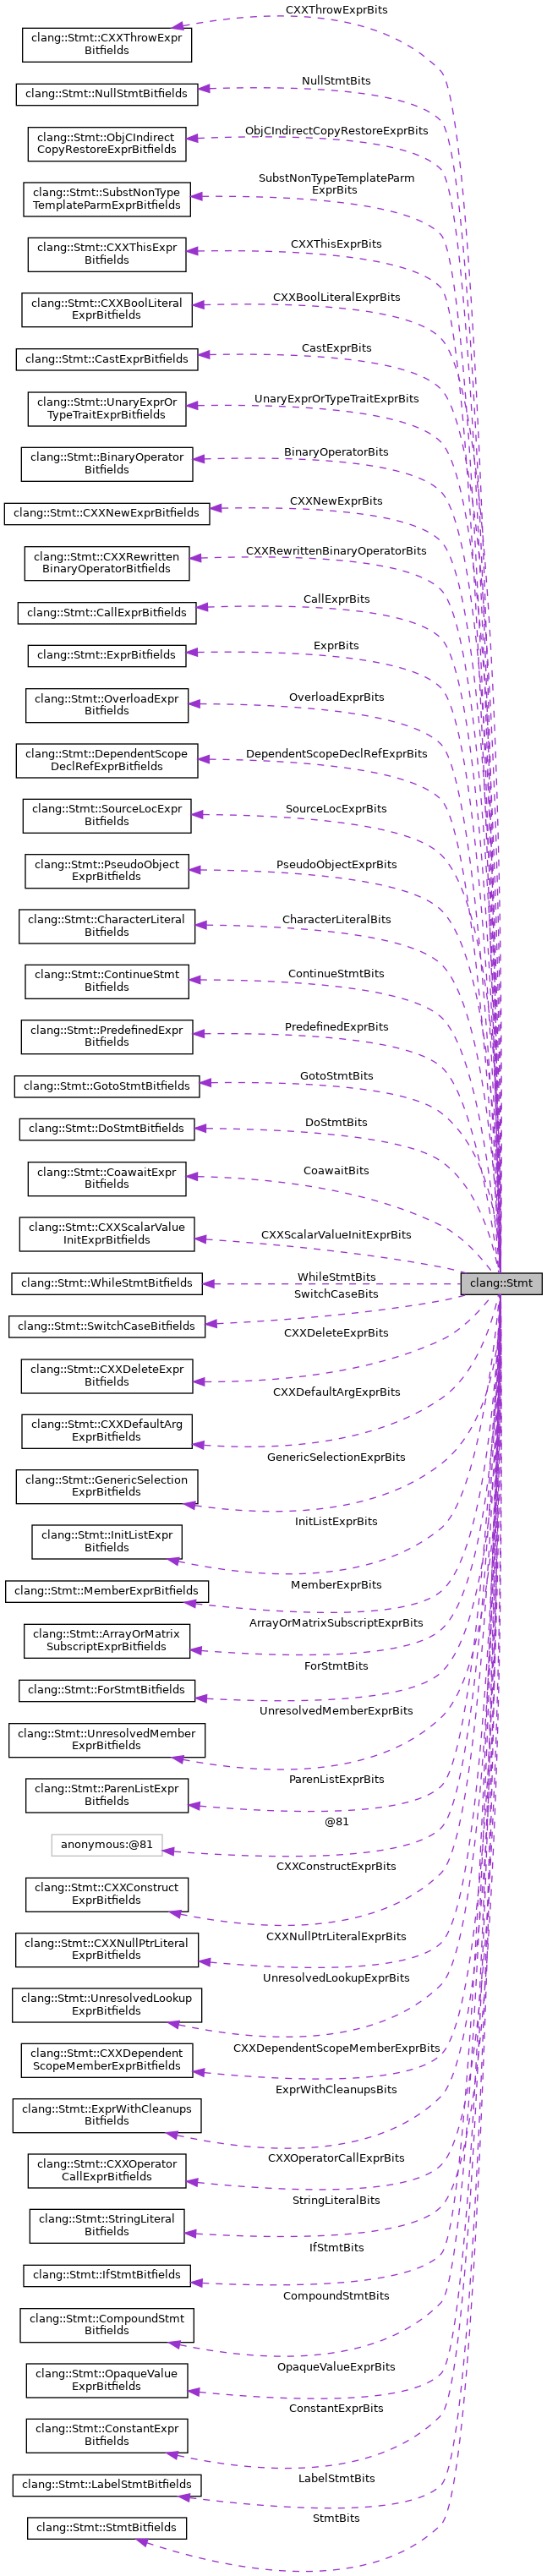 CXXThrowExprBits
clang::Stmt::CXXThrowExpr
Bitfields
NullStmtBits
clang::Stmt::NullStmtBitfields
ObjCIndirectCopyRestoreExprBits
clang::Stmt::ObjCIndirect
CopyRestoreExprBitfields
SubstNonTypeTemplateParm
ExprBits
clang::Stmt::SubstNonType
TemplateParmExprBitfields
CXXThisExprBits
clang::Stmt::CXXThisExpr
Bitfields
CXXBoolLiteralExprBits
clang::Stmt::CXXBoolLiteral
ExprBitfields
CastExprBits
clang::Stmt::CastExprBitfields
UnaryExprOrTypeTraitExprBits
clang::Stmt::UnaryExprOr
TypeTraitExprBitfields
BinaryOperatorBits
clang::Stmt::BinaryOperator
Bitfields
CXXNewExprBits
clang::Stmt::CXXNewExprBitfields
CXXRewrittenBinaryOperatorBits
clang::Stmt::CXXRewritten
BinaryOperatorBitfields
CallExprBits
clang::Stmt::CallExprBitfields
ExprBits
clang::Stmt::ExprBitfields
OverloadExprBits
clang::Stmt::OverloadExpr
Bitfields
DependentScopeDeclRefExprBits
clang::Stmt::DependentScope
DeclRefExprBitfields
SourceLocExprBits
clang::Stmt::SourceLocExpr
Bitfields
PseudoObjectExprBits
clang::Stmt::PseudoObject
ExprBitfields
CharacterLiteralBits
clang::Stmt::CharacterLiteral
Bitfields
ContinueStmtBits
clang::Stmt::ContinueStmt
Bitfields
PredefinedExprBits
clang::Stmt::PredefinedExpr
Bitfields
GotoStmtBits
clang::Stmt::GotoStmtBitfields
DoStmtBits
clang::Stmt::DoStmtBitfields
CoawaitBits
clang::Stmt::CoawaitExpr
Bitfields
CXXScalarValueInitExprBits
clang::Stmt::CXXScalarValue
InitExprBitfields
WhileStmtBits
clang::Stmt::WhileStmtBitfields
clang::Stmt
SwitchCaseBits
clang::Stmt::SwitchCaseBitfields
CXXDeleteExprBits
clang::Stmt::CXXDeleteExpr
Bitfields
CXXDefaultArgExprBits
clang::Stmt::CXXDefaultArg
ExprBitfields
GenericSelectionExprBits
clang::Stmt::GenericSelection
ExprBitfields
InitListExprBits
clang::Stmt::InitListExpr
Bitfields
MemberExprBits
clang::Stmt::MemberExprBitfields
ArrayOrMatrixSubscriptExprBits
clang::Stmt::ArrayOrMatrix
SubscriptExprBitfields
ForStmtBits
clang::Stmt::ForStmtBitfields
UnresolvedMemberExprBits
clang::Stmt::UnresolvedMember
ExprBitfields
ParenListExprBits
clang::Stmt::ParenListExpr
Bitfields
@81
anonymous:@81
CXXConstructExprBits
clang::Stmt::CXXConstruct
ExprBitfields
CXXNullPtrLiteralExprBits
clang::Stmt::CXXNullPtrLiteral
ExprBitfields
UnresolvedLookupExprBits
clang::Stmt::UnresolvedLookup
ExprBitfields
CXXDependentScopeMemberExprBits
clang::Stmt::CXXDependent
ScopeMemberExprBitfields
ExprWithCleanupsBits
clang::Stmt::ExprWithCleanups
Bitfields
CXXOperatorCallExprBits
clang::Stmt::CXXOperator
CallExprBitfields
StringLiteralBits
clang::Stmt::StringLiteral
Bitfields
IfStmtBits
clang::Stmt::IfStmtBitfields
CompoundStmtBits
clang::Stmt::CompoundStmt
Bitfields
OpaqueValueExprBits
clang::Stmt::OpaqueValue
ExprBitfields
ConstantExprBits
clang::Stmt::ConstantExpr
Bitfields
LabelStmtBits
clang::Stmt::LabelStmtBitfields
StmtBits
clang::Stmt::StmtBitfields